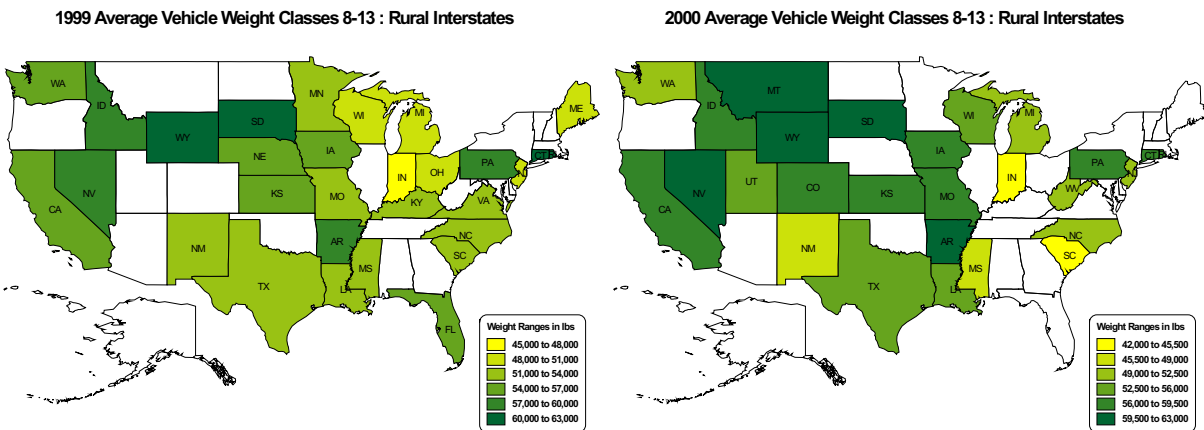 1999 Average Vehicle Weight Classes 8-13 : Rural Interstates
WA
ID
MN
WI
MI
ME
WY
SD
IA
NE
PA
CT
NJ
OH
IN
NV
CA
KS
MO
KY
VA
NC
SC
NM
AR
MS
TX
LA
FL
Weight Ranges in lbs
45,000 to 48,000
48,000 to 51,000
51,000 to 54,000
54,000 to 57,000
57,000 to 60,000
60,000 to 63,000
2000 Average Vehicle Weight Classes 8-13 : Rural Interstates
WA
MT
ID
WI
MI
WY
SD
IA
PA
CT
NJ
IN
NV
UT
CO
CA
KS
MO
WV
NC
SC
NM
AR
MS
TX
LA
Weight Ranges in lbs
42,000 to 45,500
45,500 to 49,000
49,000 to 52,500
52,500 to 56,000
56,000 to 59,500
59,500 to 63,000